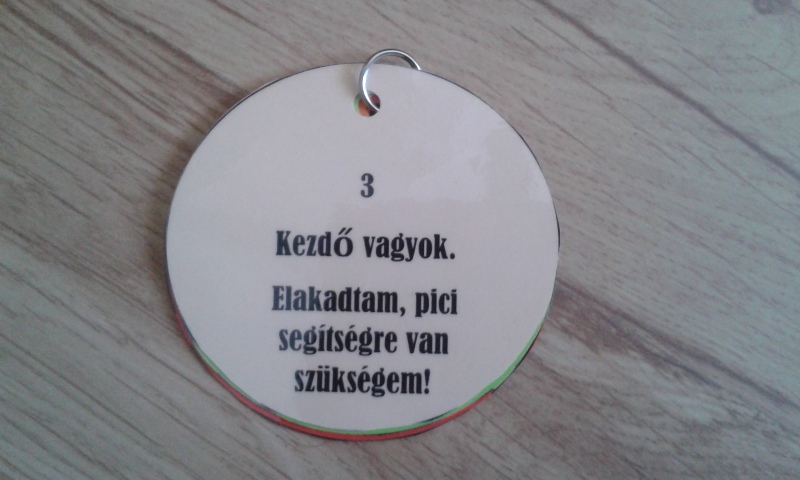 3
Kezdő vagyok.
Elakadtam, pici
segítségre van
szükségem!